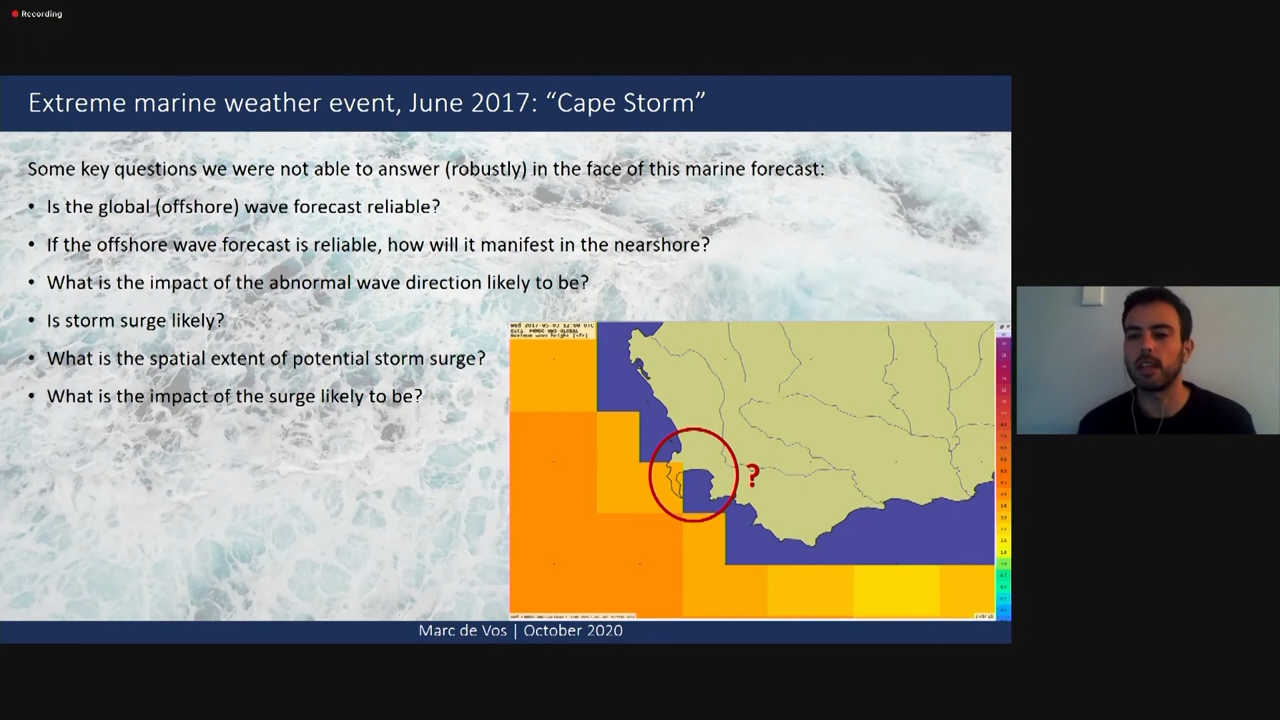 Recording
Extreme marine weather event, June 2017: “Cape Storm”
Some key questions we were not able to answer (robustly) in the face of this marine forecast:
• Is the global (offshore) wave forecast reliable?
• If the offshore wave forecast is reliable, how will it manifest in the nearshore?
• What is the impact of the abnormal wave direction likely to be?
• Is storm surge likely?
• What is the spatial extent of potential storm surge?
• What is the impact of the surge likely to be?
?
Marc de Vos | October 2020